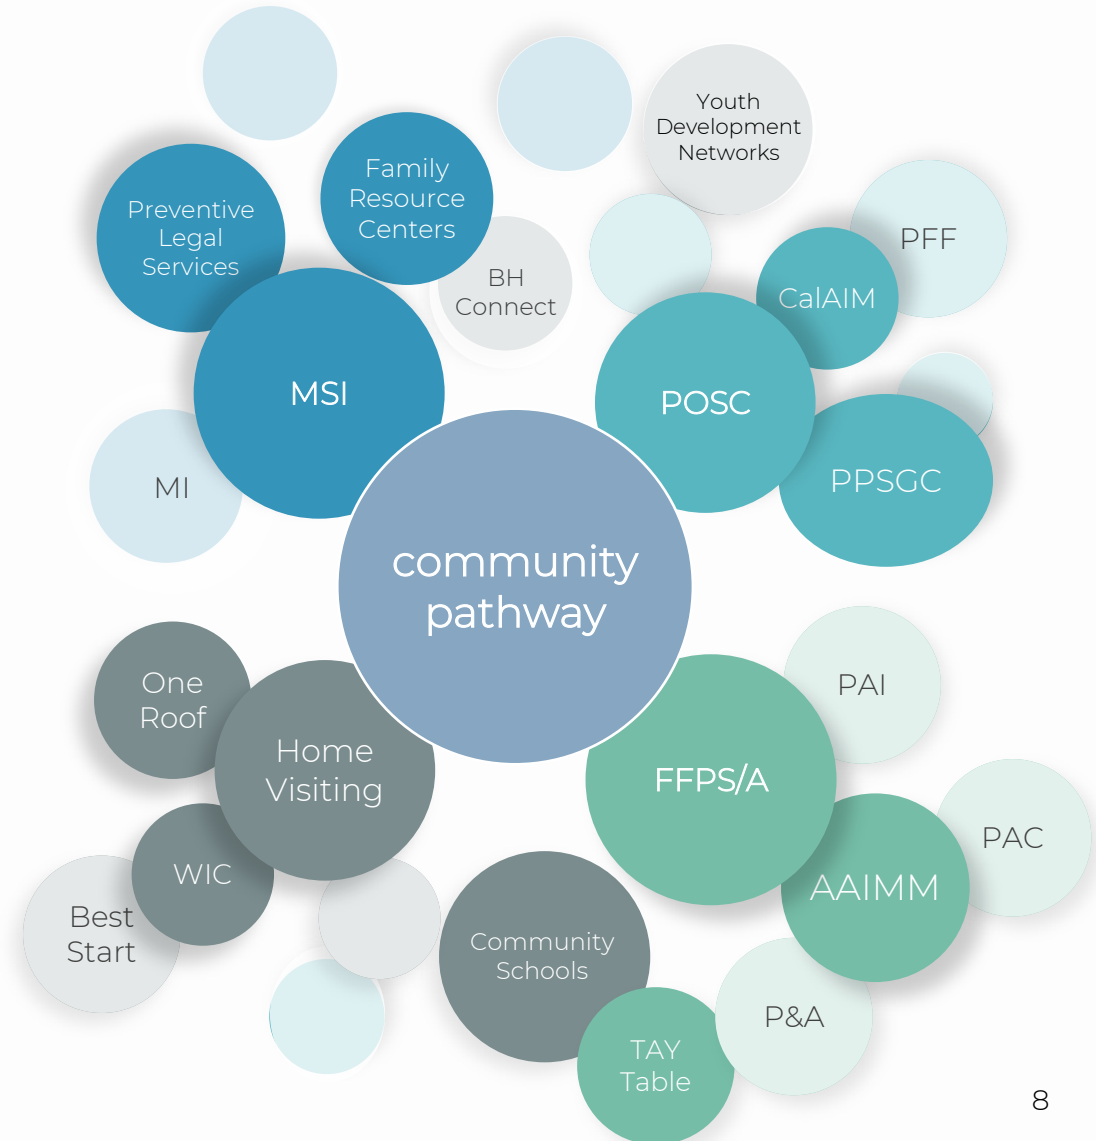 Youth
Development
Networks
Family
Resource
Centers
Preventive
Legal
Services
PFF
BH
Connect
CalAIM
MSI
POSC
PPSGC
MI
community
pathway
One
Roof
PAI
Home
Visiting
FFPS/A
PAC
WIC
AAIMM
Best
Start
Community
Schools
P&A
TAY
Table
8